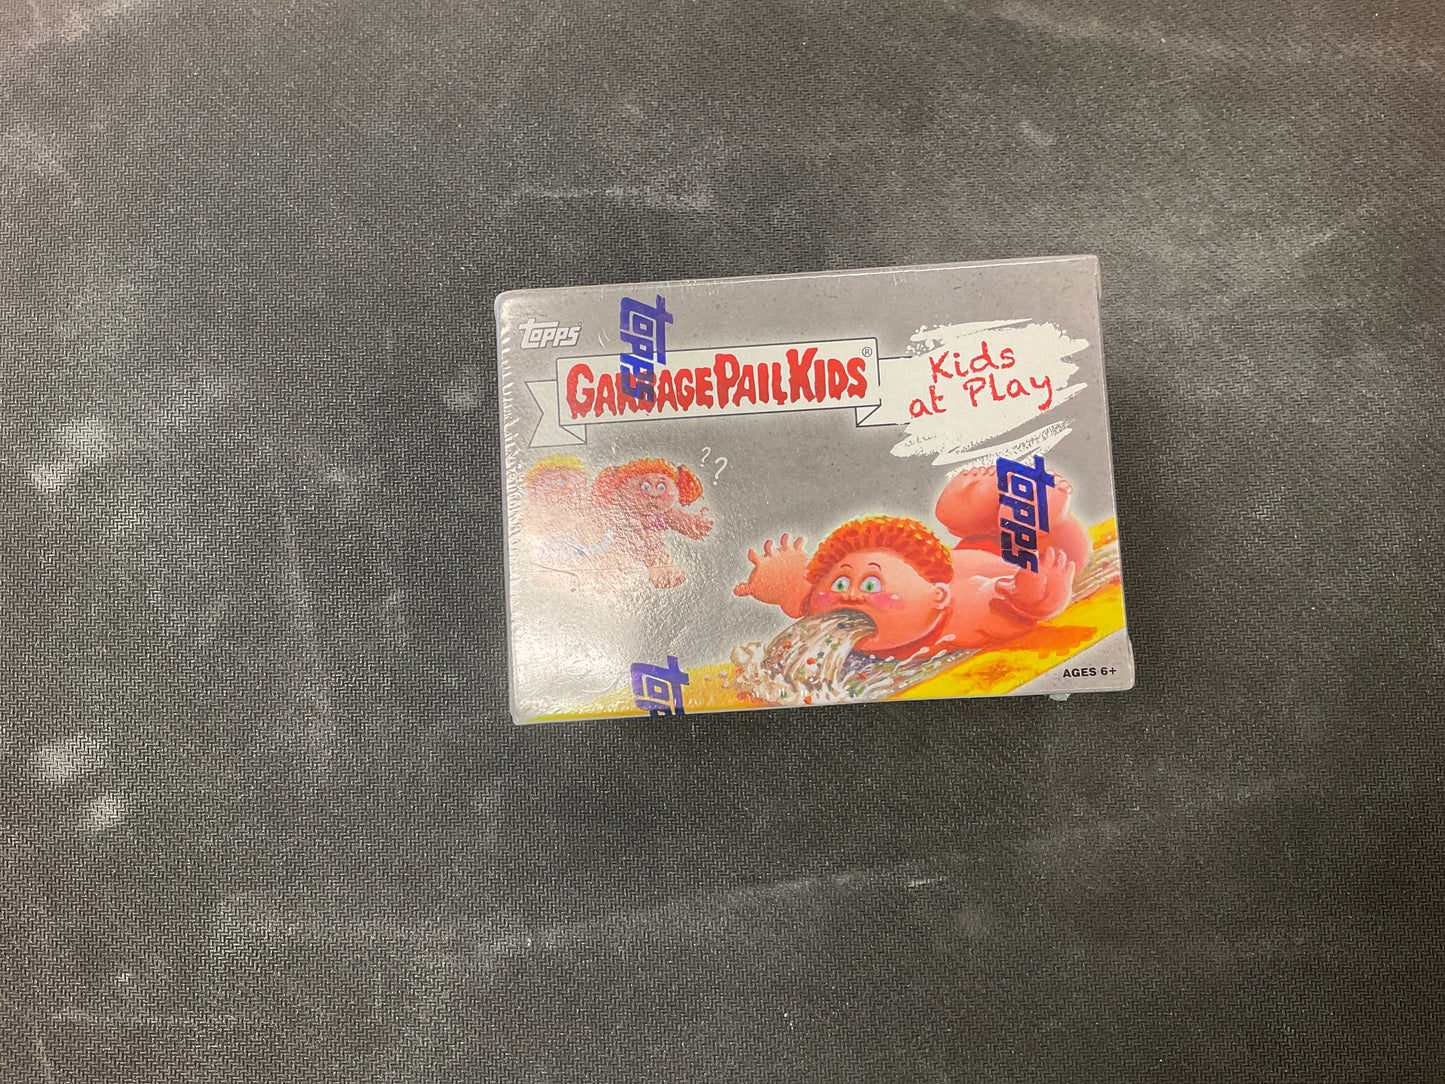 topps
GARBAGE PAIL KIDS®
Kids
at Play
??
topps
topps
topps
AGES 6+